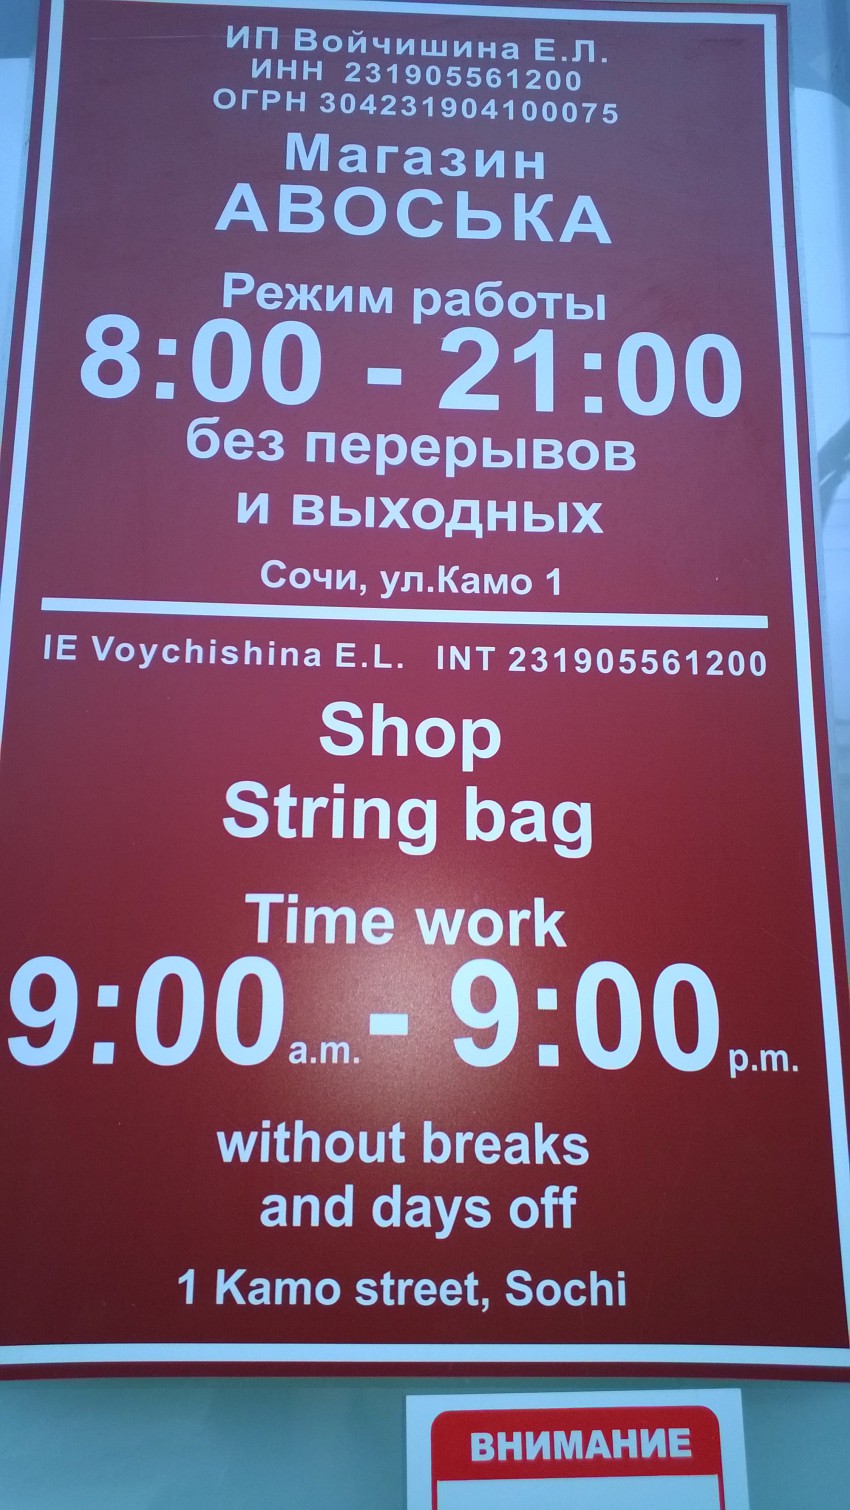 ИП Войчишина Е.Л.
ИНН 231905561200
ОГРН 304231904100075
Магазин
АВОСЬКА
Режим работы
8:00 - 21:00
без перерывов
и выходных
Сочи, ул.Камо 1
IE Voychishina E.L. INT 231905561200
Shop
String bag
Time work
9:00 a.m. - 9:00 p.m.
without breaks
and days off
1 Kamo street, Sochi
ВНИМАНИЕ